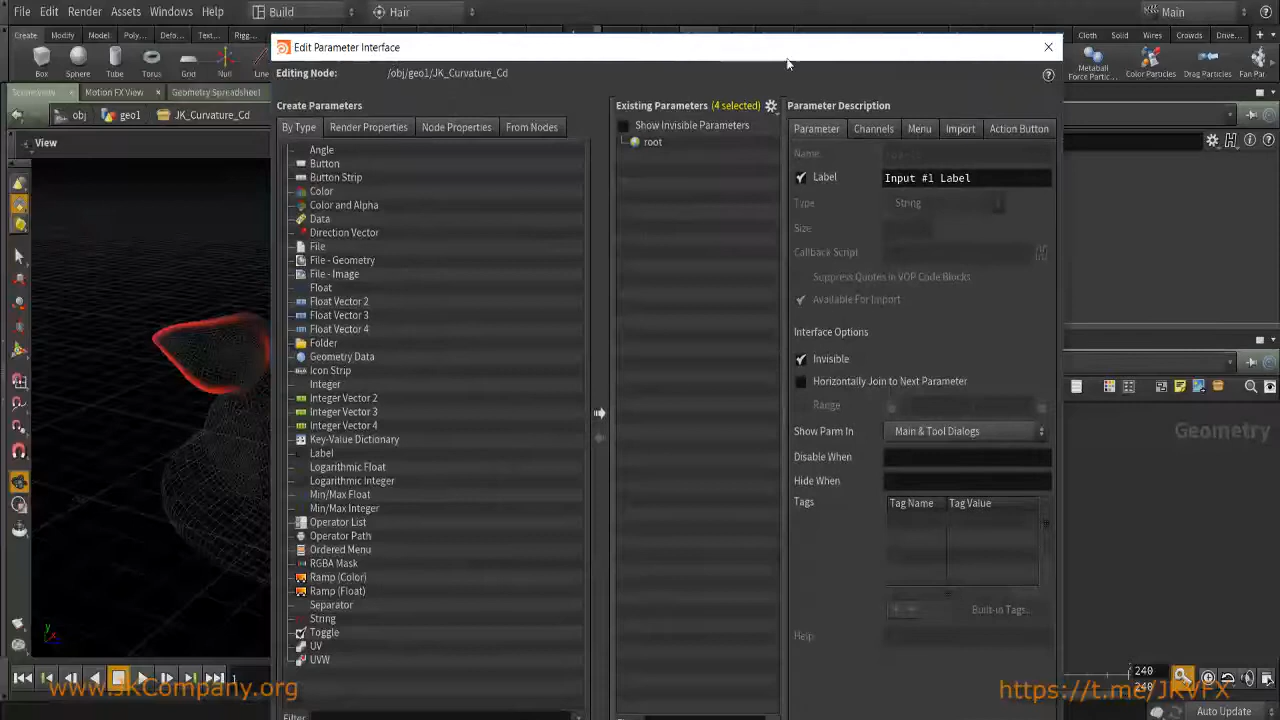 File Edit Render Assets Windows Help Build Hair Main
Create Modify Model Poly... Defo... Text... Rigg... Cloth Solid Wires Crowds Drive...
Edit Parameter Interface
Box Sphere Tube Torus Grid Null Line Metaball Force Partic... Color Particles Drag Particles Fan Par
Editing Node: /obj/geo1/JK_Curvature_Cd
Sceneview Motion FX View Geometry Spreadsheet
Create Parameters Existing Parameters (4 selected) Parameter Description
obj geo1 JK_Curvature_Cd
By Type Render Properties Node Properties From Nodes
Show Invisible Parameters
Parameter Channels Menu Import Action Button
View
root
Name
Angle
Button
Button Strip
Color
Color and Alpha
Data
Direction Vector
File
File - Geometry
File - Image
Float
Float Vector 2
Float Vector 3
Float Vector 4
Folder
Geometry Data
Icon Strip
Integer
Integer Vector 2
Integer Vector 3
Integer Vector 4
Key-Value Dictionary
Label
Logarithmic Float
Logarithmic Integer
Min/Max Float
Min/Max Integer
Operator List
Operator Path
Ordered Menu
RGBA Mask
Ramp (Color)
Ramp (Float)
Separator
String
Toggle
UV
UVW
Filter
Label Input #1 Label
Type String
Size
Callback Script
Suppress Quotes in VOP Code Blocks
Available For Import
Interface Options
Invisible
Horizontally Join to Next Parameter
Range
Show Parm In Main & Tool Dialogs
Disable When
Hide When
Tags Tag Name Tag Value
Built-in Tags...
Help
Geometry
1
240
240
Auto Update
www.JKCompany.org
https://t.me/JKVFX